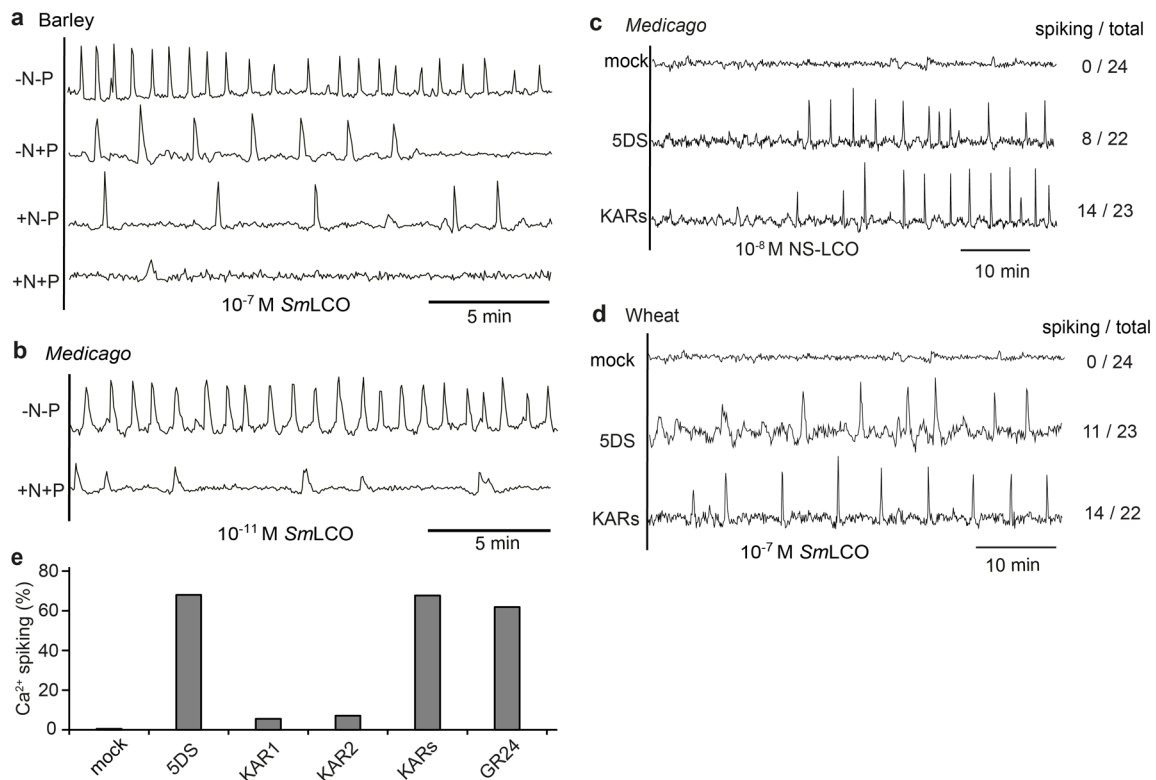 a Barley
-N-P
-N+P
+N-P
+N+P
10⁻⁷ M SmLCO
5 min
b Medicago
-N-P
+N+P
10⁻¹¹ M SmLCO
5 min
c Medicago
spiking / total
mock
0 / 24
5DS
8 / 22
KARs
14 / 23
10⁻⁸ M NS-LCO
10 min
d Wheat
spiking / total
mock
0 / 24
5DS
11 / 23
KARs
14 / 22
10⁻⁷ M SmLCO
10 min
e
Ca²⁺ spiking (%)
80
60
40
20
0
mock
5DS
KAR1
KAR2
KARs
GR24